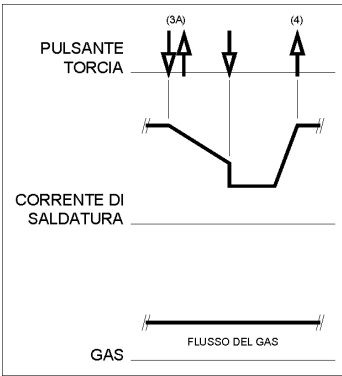 (3A) (4)
PULSANTE
TORCIA
CORRENTE DI
SALDATURA
FLUSSO DEL GAS
GAS